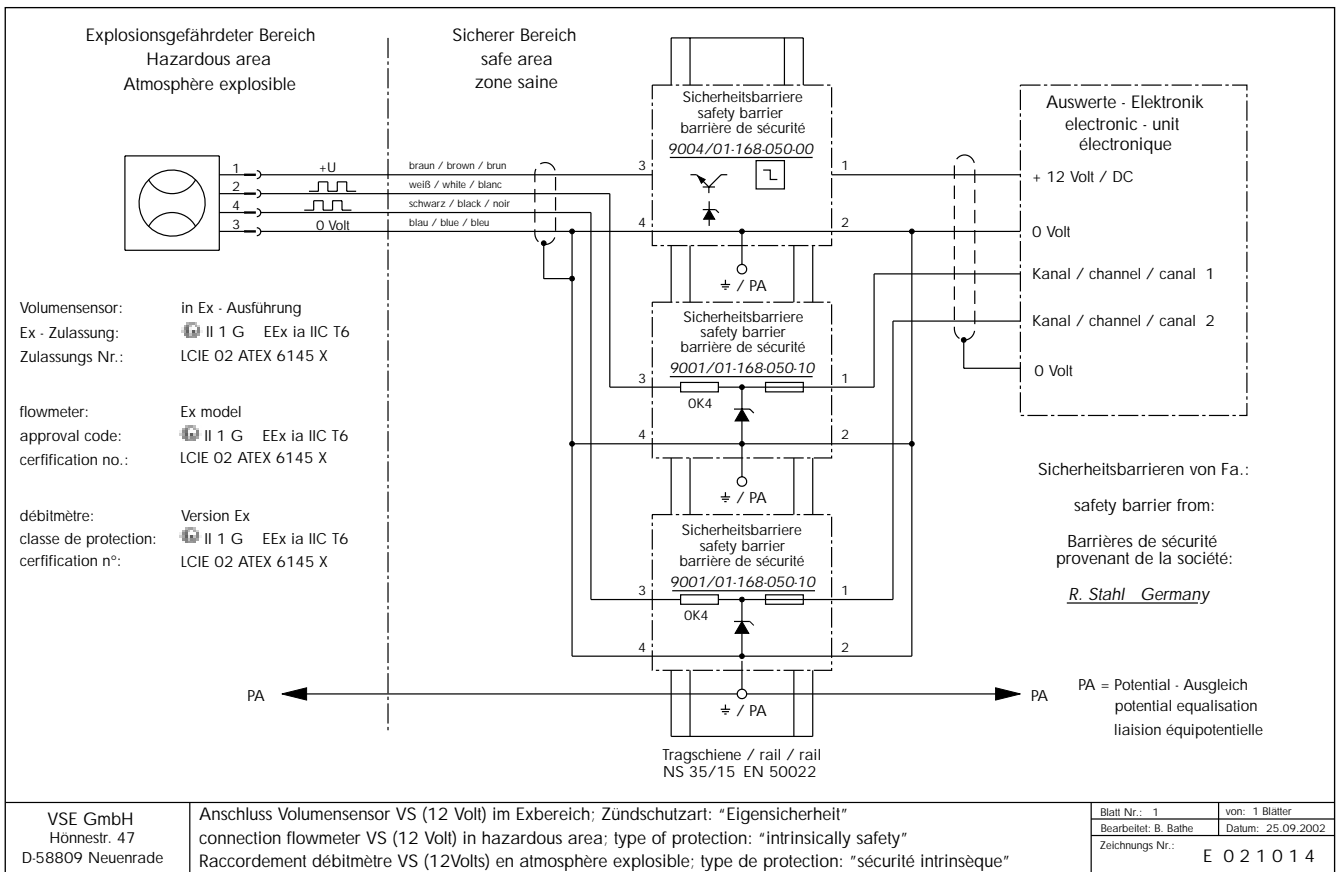 Explosionsgefährdeter Bereich
Hazardous area
Atmosphère explosible
Sicherer Bereich
safe area
zone saine
Sicherheitsbarriere
safety barrier
barrière de sécurité
9004/01-168-050-00
Auswerte - Elektronik
electronic - unit
électronique
1
+U
braun / brown / brun
3
1
+ 12 Volt / DC
2
weiß / white / blanc
4
schwarz / black / noir
3
0 Volt
blau / blue / bleu
4
2
0 Volt
/ PA
Kanal / channel / canal 1
Kanal / channel / canal 2
0 Volt
Volumensensor: in Ex - Ausführung
Ex - Zulassung: II 1 G EEx ia IIC T6
Zulassungs Nr.: LCIE 02 ATEX 6145 X
flowmeter: Ex model
approval code: II 1 G EEx ia IIC T6
cerfification no.: LCIE 02 ATEX 6145 X
débitmètre: Version Ex
classe de protection: II 1 G EEx ia IIC T6
cerfification n°: LCIE 02 ATEX 6145 X
Sicherheitsbarriere
safety barrier
barrière de sécurité
9001/01-168-050-10
3
1
0K4
4
2
/ PA
Sicherheitsbarriere
safety barrier
barrière de sécurité
9001/01-168-050-10
3
1
0K4
4
2
/ PA
Sicherheitsbarrieren von Fa.:
safety barrier from:
Barrières de sécurité
provenant de la société:
R. Stahl Germany
PA
PA
PA = Potential - Ausgleich
potential equalisation
liaision équipotentielle
Tragschiene / rail / rail
NS 35/15 EN 50022
VSE GmbH
Hönnestr. 47
D-58809 Neuenrade
Anschluss Volumensensor VS (12 Volt) im Exbereich; Zündschutzart: “Eigensicherheit”
connection flowmeter VS (12 Volt) in hazardous area; type of protection: “intrinsically safety”
Raccordement débitmètre VS (12Volts) en atmosphère explosible; type de protection: ”sécurité intrinsèque”
Blatt Nr.: 1
von: 1 Blätter
Bearbeitet: B. Bathe
Datum: 25.09.2002
Zeichnungs Nr.:
E 0 2 1 0 1 4